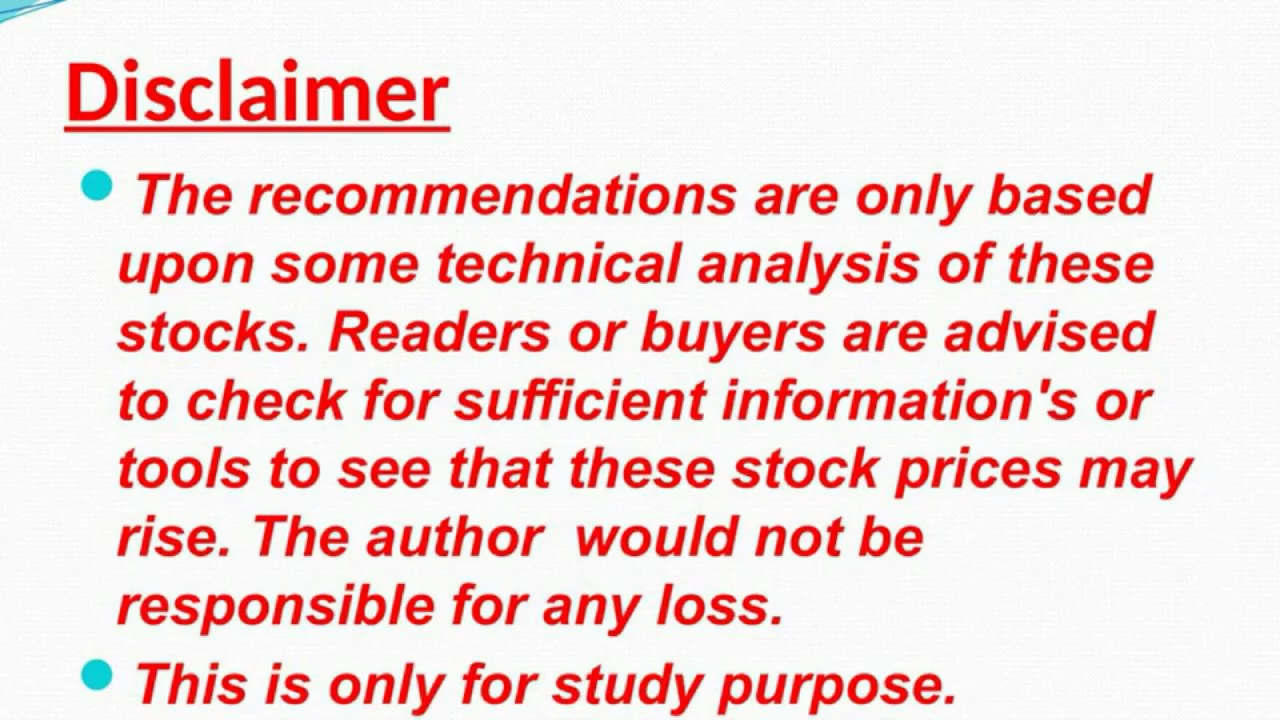 Disclaimer
The recommendations are only based
upon some technical analysis of these
stocks. Readers or buyers are advised
to check for sufficient information's or
tools to see that these stock prices may
rise. The author  would not be
responsible for any loss.
This is only for study purpose.